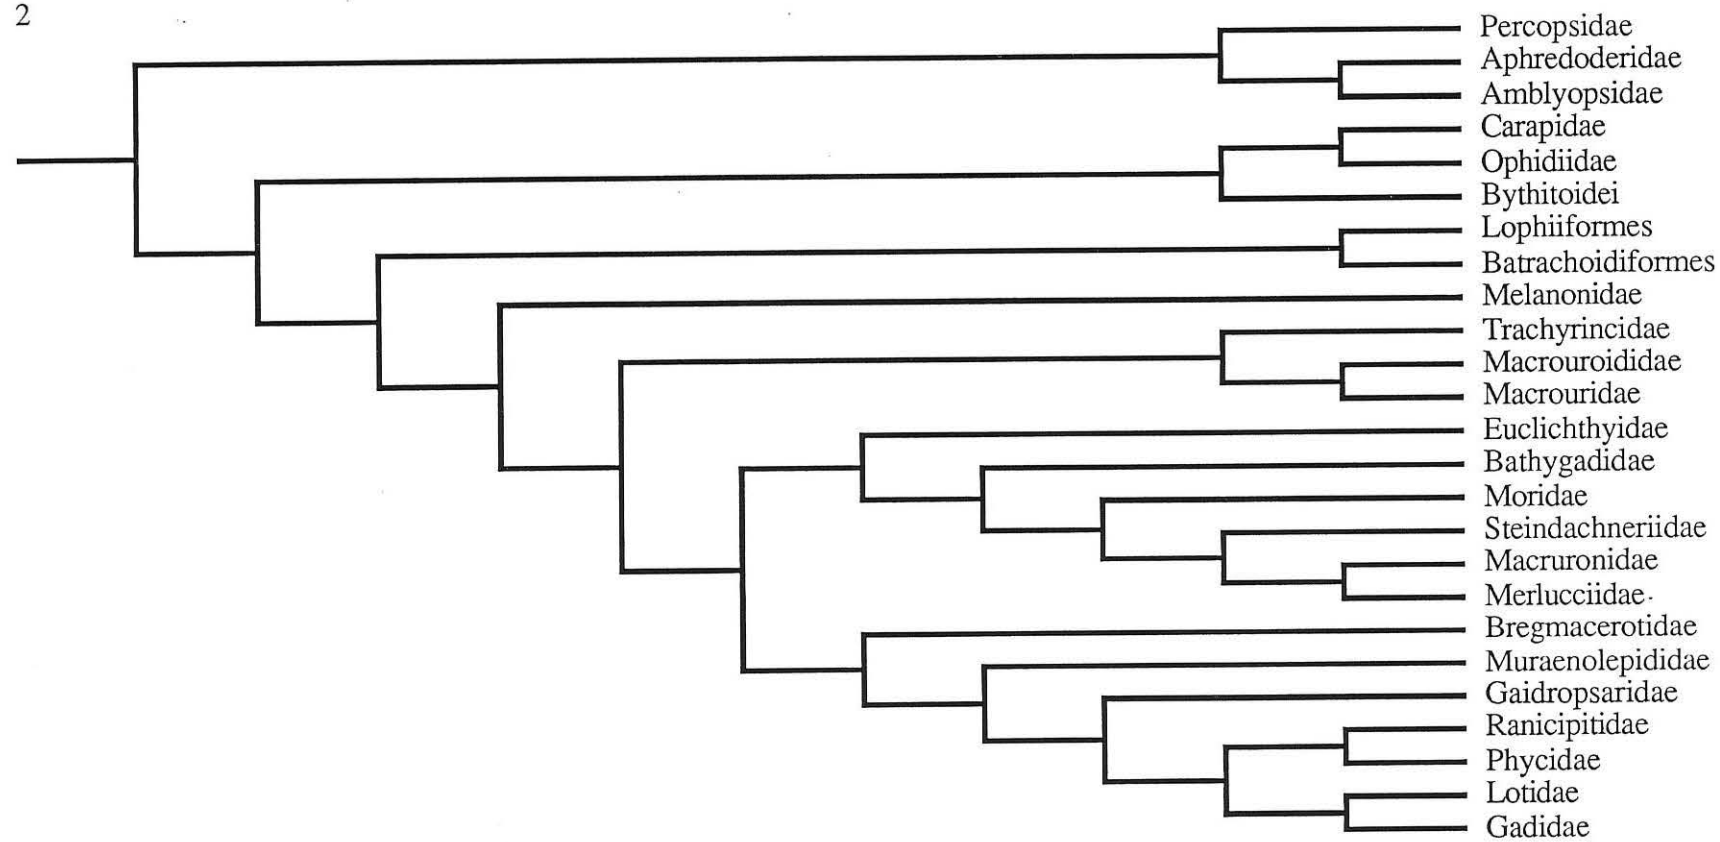 2
Percopsidae
Aphredoderidae
Amblyopsidae
Carapidae
Ophidiidae
Bythitoidei
Lophiiformes
Batrachoidiformes
Melanonidae
Trachyrincidae
Macrouroididae
Macrouridae
Euclichthyidae
Bathygadidae
Moridae
Steindachneriidae
Macruronidae
Merlucciidae
Bregmacerotidae
Muraenolepididae
Gaidropsaridae
Ranicipitidae
Phycidae
Lotidae
Gadidae